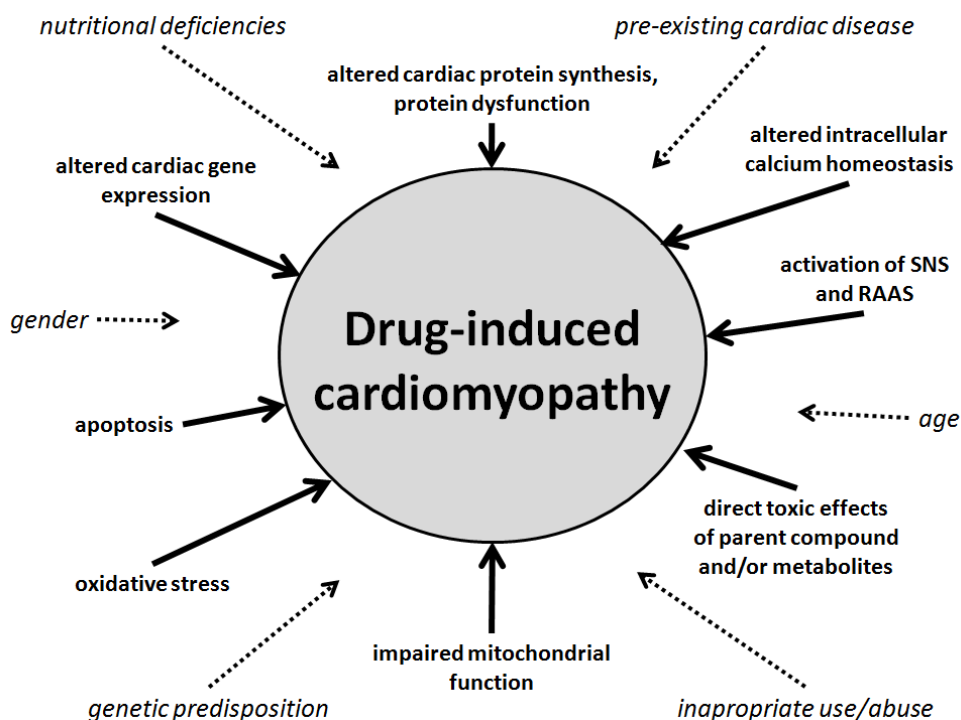 nutritional deficiencies
pre-existing cardiac disease
altered cardiac protein synthesis,
protein dysfunction
altered intracellular
calcium homeostasis
altered cardiac gene
expression
activation of SNS
and RAAS
gender
Drug-induced
cardiomyopathy
apoptosis
age
direct toxic effects
of parent compound
and/or metabolites
oxidative stress
impaired mitochondrial
function
genetic predisposition
inapropriate use/abuse